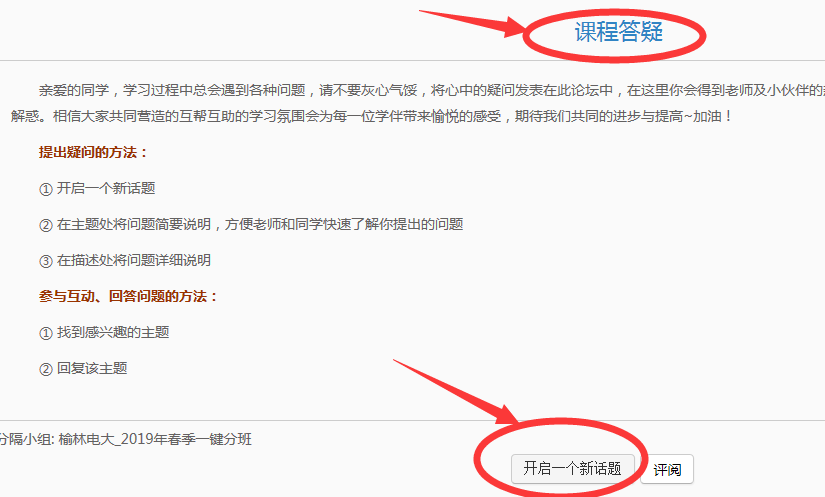 课程答疑
亲爱的同学，学习过程中总会遇到各种问题，请不要灰心气馁，将心中的疑问发表在此论坛中，在这里你会得到老师及小伙伴的
解惑。相信大家共同营造的互帮互助的学习氛围会为每一位学伴带来愉悦的感受，期待我们共同的进步与提高~加油！
提出疑问的方法：
① 开启一个新话题
② 在主题处将问题简要说明，方便老师和同学快速了解你提出的问题
③ 在描述处将问题详细说明
参与互动、回答问题的方法：
① 找到感兴趣的主题
② 回复该主题
分隔小组: 榆林电大_2019年春季一键分班
开启一个新话题 评阅